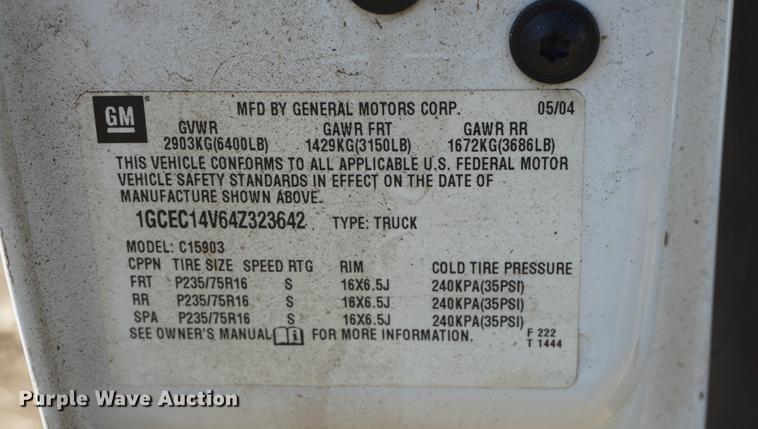 GM ® MFD BY GENERAL MOTORS CORP. 05/04
GVWR GAWR FRT GAWR RR
2903KG(6400LB) 1429KG(3150LB) 1672KG(3686LB)
THIS VEHICLE CONFORMS TO ALL APPLICABLE U.S. FEDERAL MOTOR
VEHICLE SAFETY STANDARDS IN EFFECT ON THE DATE OF
MANUFACTURE SHOWN ABOVE.
1GCEC14V64Z323642 TYPE: TRUCK
MODEL: C15903
CPPN TIRE SIZE SPEED RTG RIM COLD TIRE PRESSURE
FRT P235/75R16 S 16X6.5J 240KPA(35PSI)
RR P235/75R16 S 16X6.5J 240KPA(35PSI)
SPA P235/75R16 S 16X6.5J 240KPA(35PSI)
SEE OWNER'S MANUAL FOR MORE INFORMATION. F 222
T 1444
Purple Wave Auction